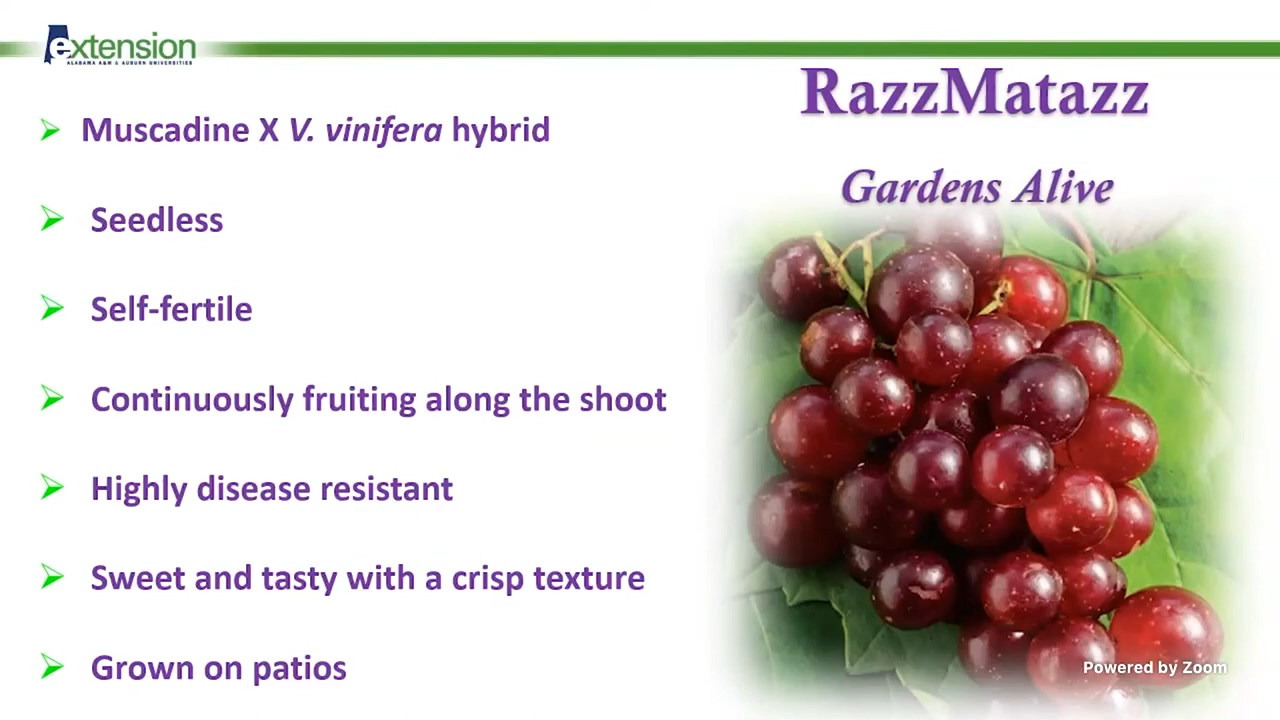 extension
ALABAMA A&M & AUBURN UNIVERSITIES
RazzMatazz
Gardens Alive
Muscadine X V. vinifera hybrid
Seedless
Self-fertile
Continuously fruiting along the shoot
Highly disease resistant
Sweet and tasty with a crisp texture
Grown on patios
Powered by Zoom